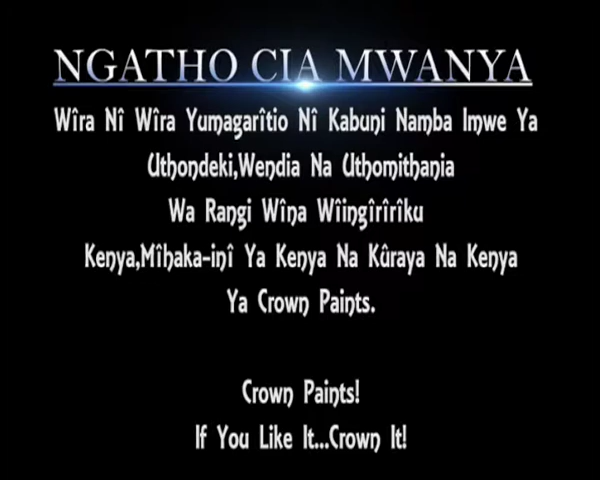 NGATHO CIA MWANYA
Wîra Nî Wîra Yumagarîtio Nî Kabuni Namba Imwe Ya
Uthondeki,Wendia Na Uthomithania
Wa Rangi Wîna Wîingîrîrîku
Kenya,Mîhaka-inî Ya Kenya Na Kûraya Na Kenya
Ya Crown Paints.
Crown Paints!
If You Like It...Crown It!